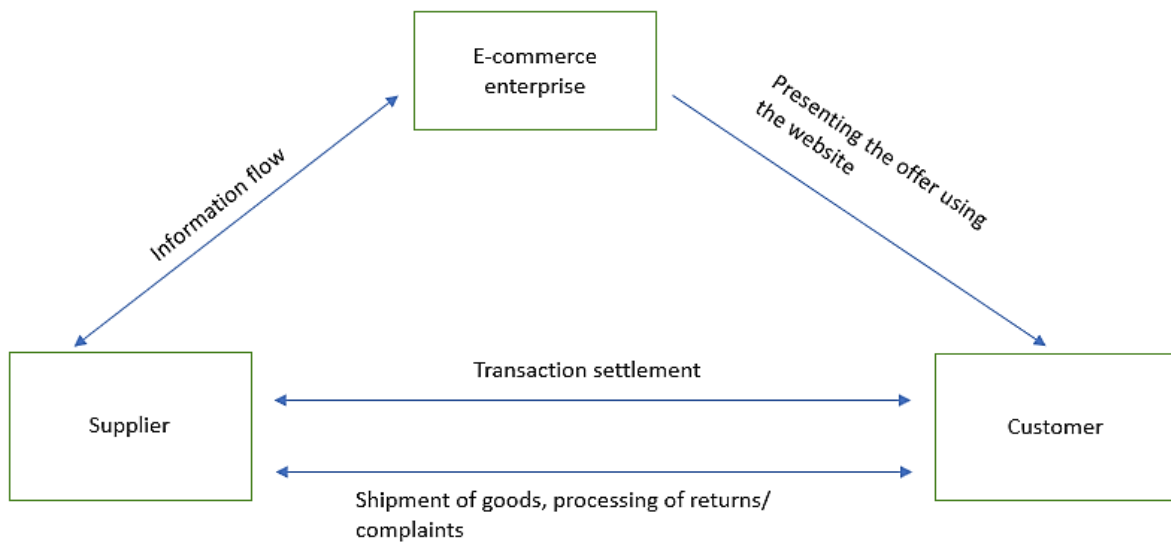 E-commerce
enterprise
Presenting the offer using
the website
Information flow
Transaction settlement
Supplier
Customer
Shipment of goods, processing of returns/
complaints